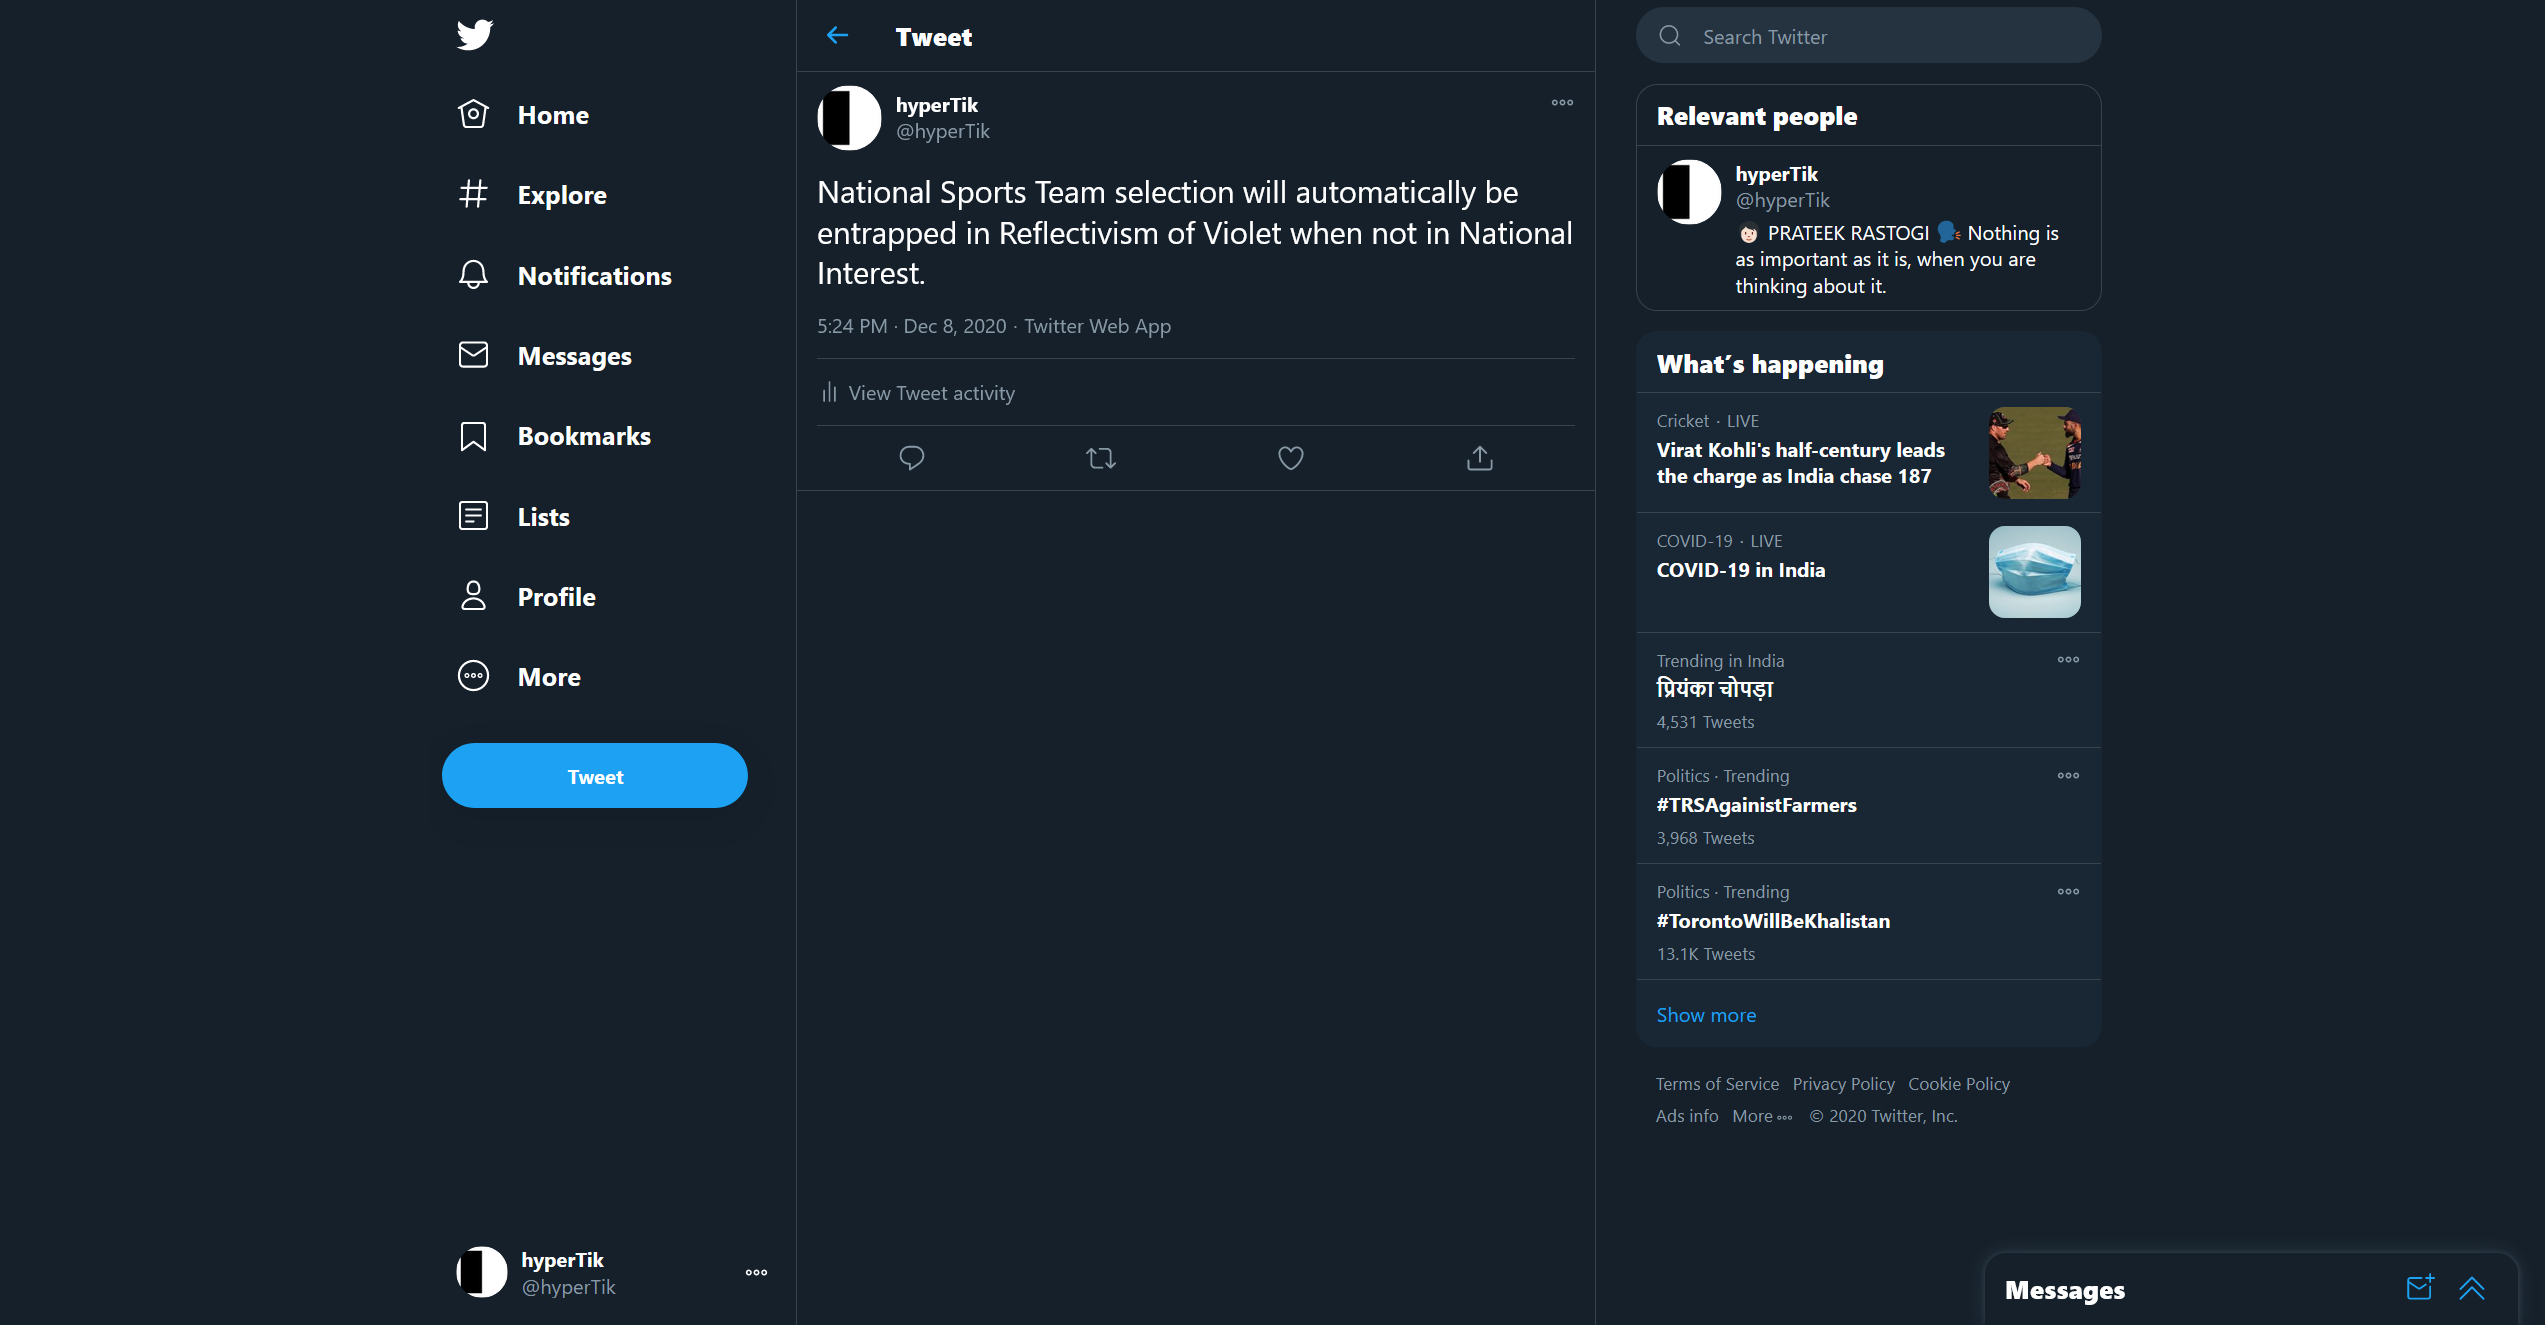 Home
Explore
Notifications
Messages
Bookmarks
Lists
Profile
More
Tweet
hyperTik
@hyperTik
Tweet
hyperTik
@hyperTik
National Sports Team selection will automatically be
entrapped in Reflectivism of Violet when not in National
Interest.
5:24 PM · Dec 8, 2020 · Twitter Web App
View Tweet activity
Search Twitter
Relevant people
hyperTik
@hyperTik
PRATEEK RASTOGI Nothing is
as important as it is, when you are
thinking about it.
What's happening
Cricket · LIVE
Virat Kohli's half-century leads
the charge as India chase 187
COVID-19 · LIVE
COVID-19 in India
Trending in India
प्रियंका चोपड़ा
4,531 Tweets
Politics · Trending
#TRSAgainistFarmers
3,968 Tweets
Politics · Trending
#TorontoWillBeKhalistan
13.1K Tweets
Show more
Terms of Service Privacy Policy Cookie Policy
Ads info More © 2020 Twitter, Inc.
Messages